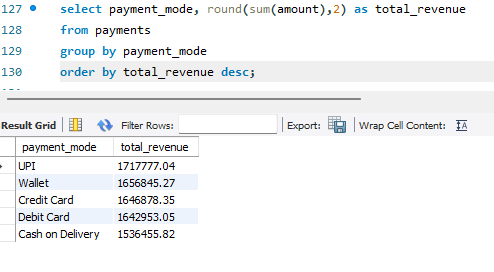 127 select payment_mode, round(sum(amount),2) as total_revenue
128 from payments
129 group by payment_mode
130 order by total_revenue desc;
Result Grid Filter Rows: Export: Wrap Cell Content: IA
payment_mode total_revenue
UPI 1717777.04
Wallet 1656845.27
Credit Card 1646878.35
Debit Card 1642953.05
Cash on Delivery 1536455.82